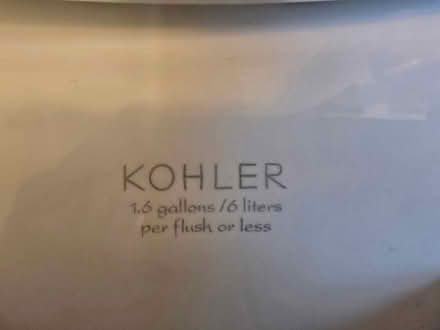 KOHLER
1.6 gallons /6 liters
per flush or less